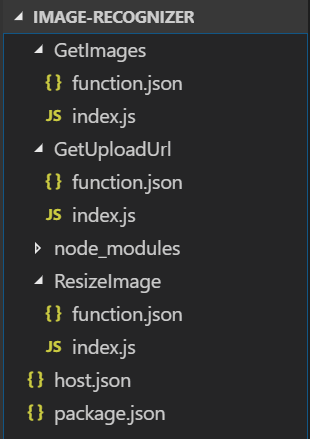 IMAGE-RECOGNIZER
GetImages
{} function.json
JS index.js
GetUploadUrl
{} function.json
JS index.js
node_modules
ResizeImage
{} function.json
JS index.js
{} host.json
{} package.json